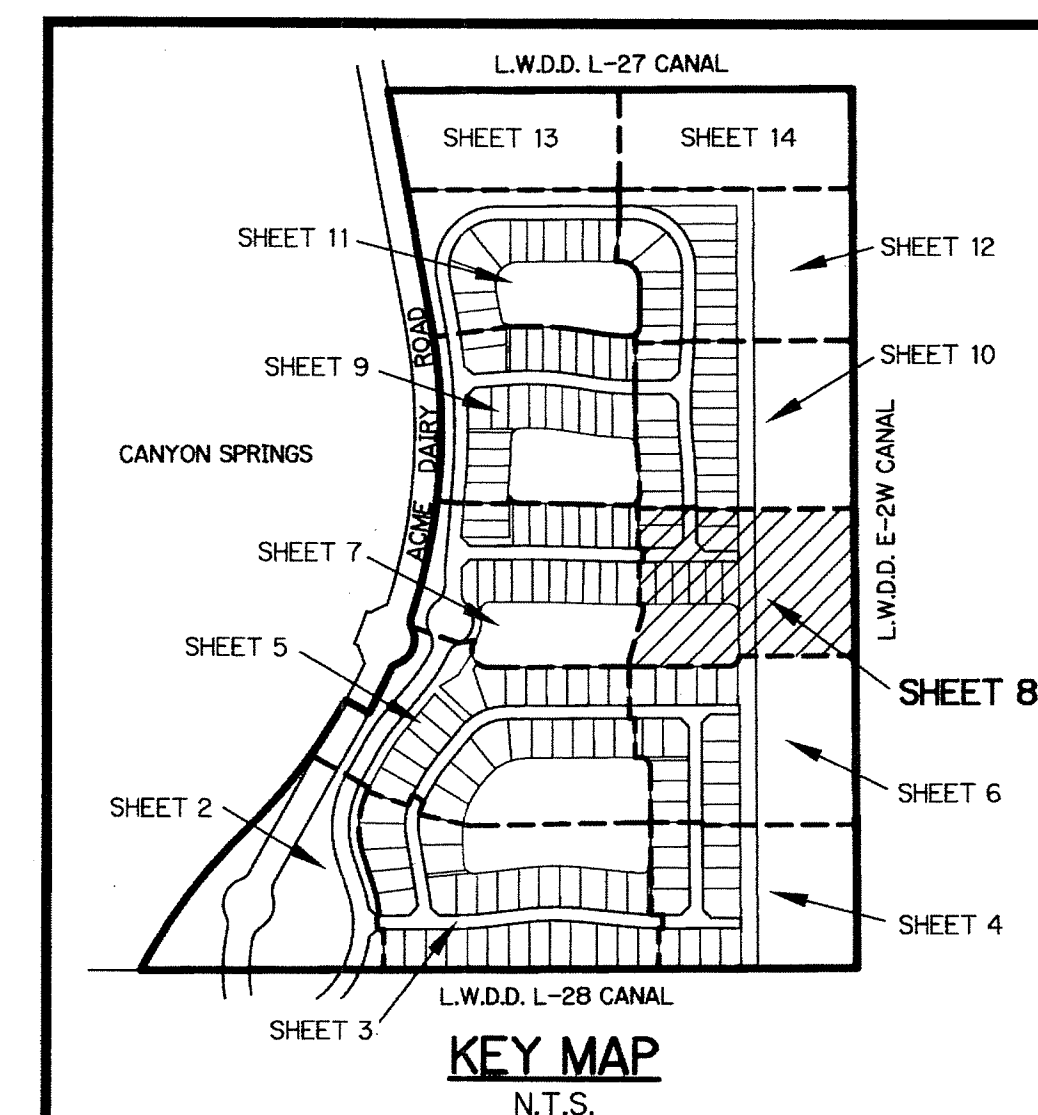 L.W.D.D. L-27 CANAL
SHEET 13
SHEET 14
SHEET 11
SHEET 12
ACME DAIRY ROAD
SHEET 9
SHEET 10
CANYON SPRINGS
L.W.D.D. E-2W CANAL
SHEET 7
SHEET 5
SHEET 8
SHEET 2
SHEET 6
SHEET 4
L.W.D.D. L-28 CANAL
SHEET 3
KEY MAP
N.T.S.